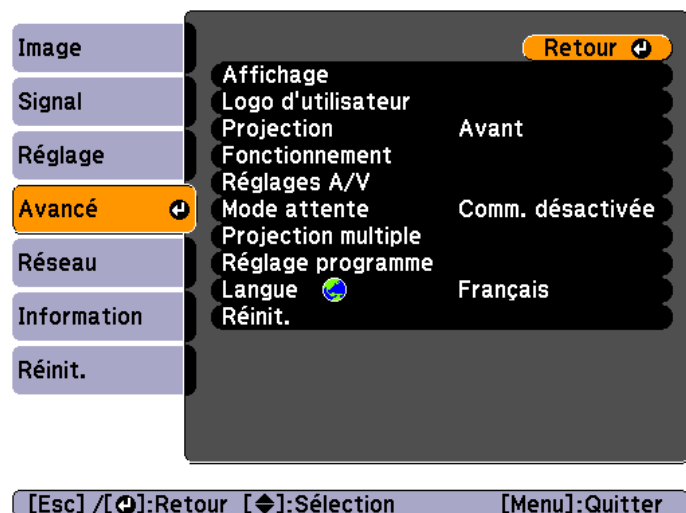 Image
Signal
Réglage
Avancé
Réseau
Information
Réinit.
Retour
Affichage
Logo d'utilisateur
Projection Avant
Fonctionnement
Réglages A/V
Mode attente Comm. désactivée
Projection multiple
Réglage programme
Langue Français
Réinit.
[Esc] /[⏎]:Retour [◆]:Sélection [Menu]:Quitter